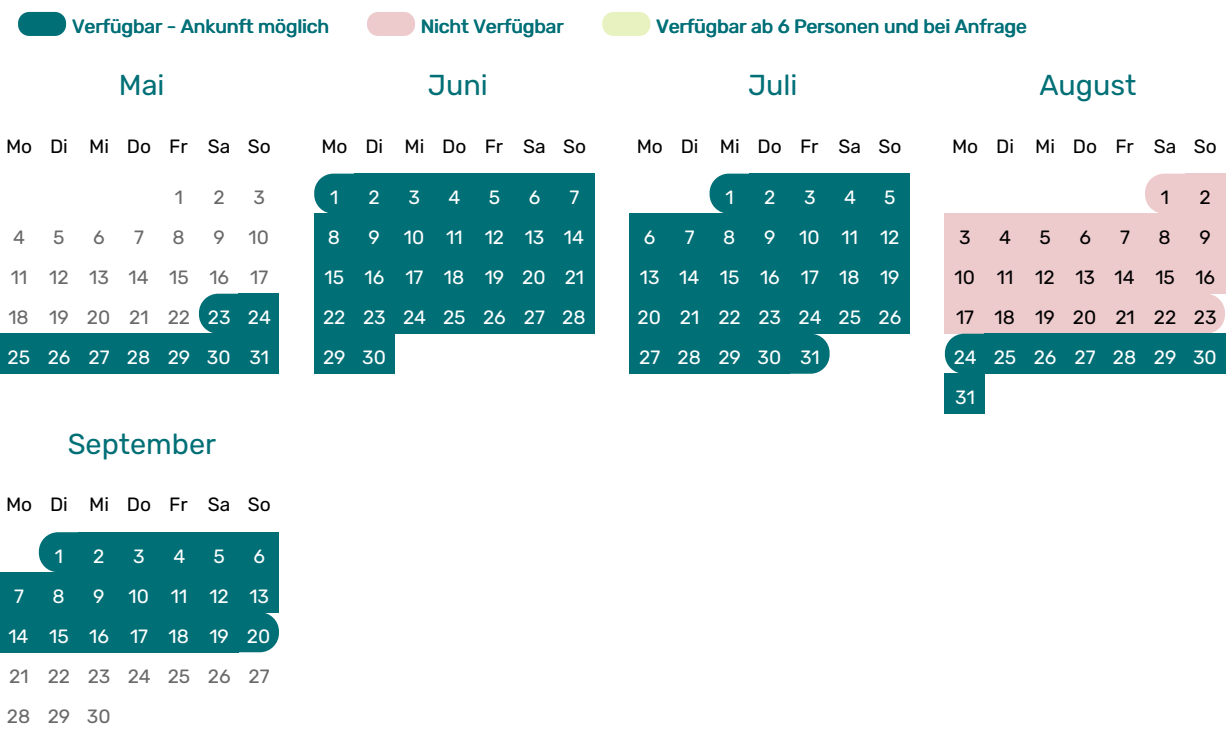 Verfügbar - Ankunft möglich Nicht Verfügbar Verfügbar ab 6 Personen und bei Anfrage
Mai
Mo Di Mi Do Fr Sa So
1 2 3
4 5 6 7 8 9 10
11 12 13 14 15 16 17
18 19 20 21 22 23 24
25 26 27 28 29 30 31
Juni
Mo Di Mi Do Fr Sa So
1 2 3 4 5 6 7
8 9 10 11 12 13 14
15 16 17 18 19 20 21
22 23 24 25 26 27 28
29 30
Juli
Mo Di Mi Do Fr Sa So
1 2 3 4 5
6 7 8 9 10 11 12
13 14 15 16 17 18 19
20 21 22 23 24 25 26
27 28 29 30 31
August
Mo Di Mi Do Fr Sa So
1 2
3 4 5 6 7 8 9
10 11 12 13 14 15 16
17 18 19 20 21 22 23
24 25 26 27 28 29 30
31
September
Mo Di Mi Do Fr Sa So
1 2 3 4 5 6
7 8 9 10 11 12 13
14 15 16 17 18 19 20
21 22 23 24 25 26 27
28 29 30